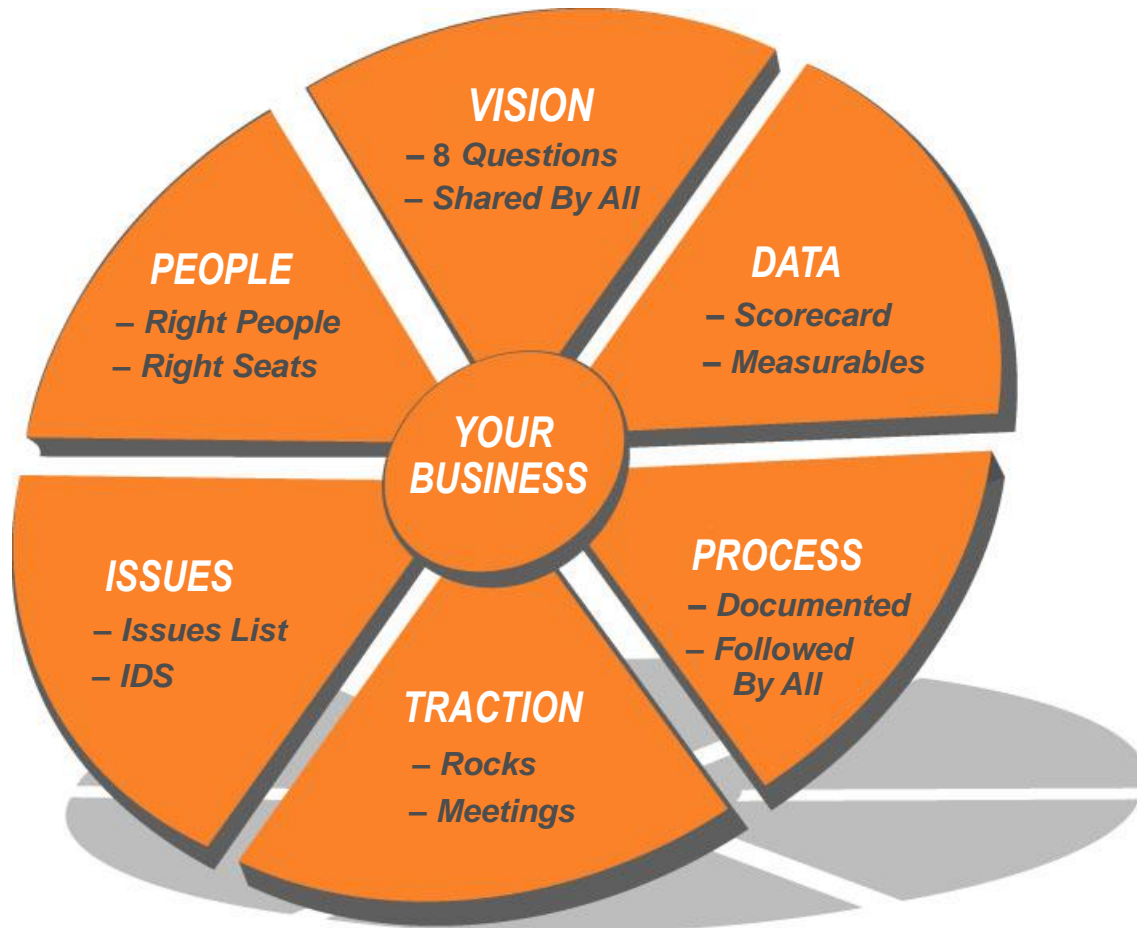 VISION
– 8 Questions
– Shared By All
PEOPLE
– Right People
– Right Seats
DATA
– Scorecard
– Measurables
YOUR
BUSINESS
ISSUES
– Issues List
– IDS
PROCESS
– Documented
– Followed
By All
TRACTION
– Rocks
– Meetings